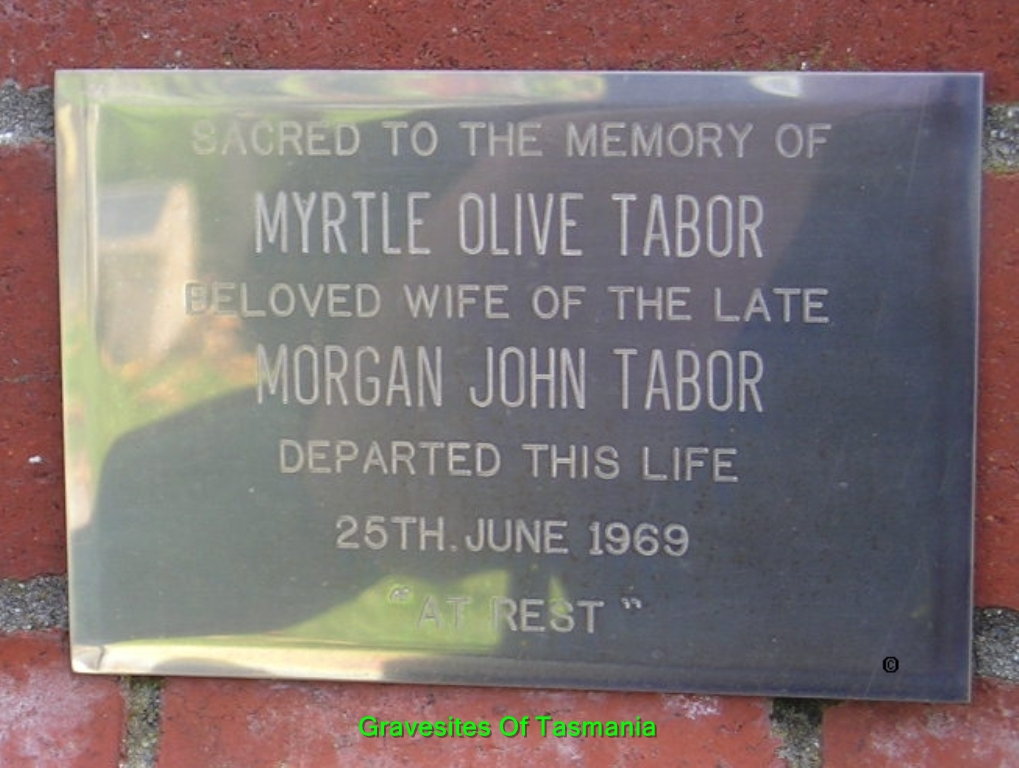 SACRED TO THE MEMORY OF
MYRTLE OLIVE TABOR
BELOVED WIFE OF THE LATE
MORGAN JOHN TABOR
DEPARTED THIS LIFE
25TH. JUNE 1969
"AT REST"
©
Gravesites Of Tasmania